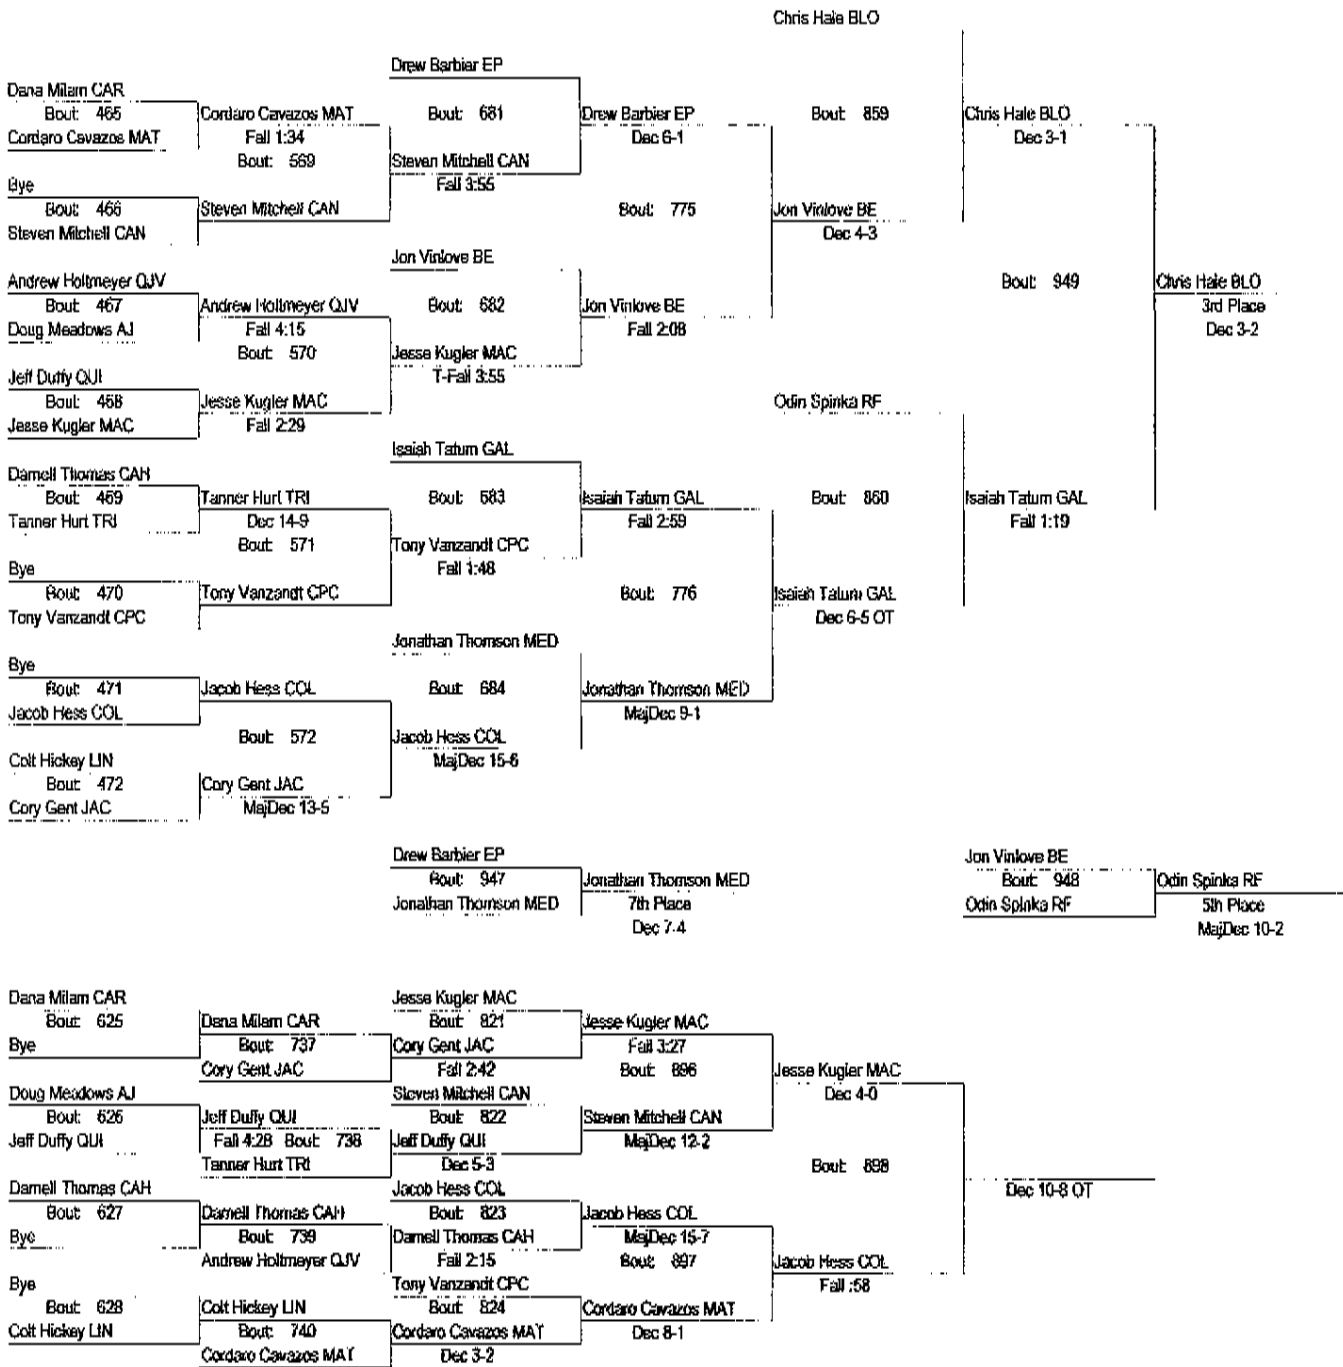 Chris Hale BLO
Drew Barbier EP
Dana Milam CAR
Bout: 465
Cordaro Cavazos MAT
Bout: 681
Drew Barbier EP
Bout: 859
Chris Hale BLO
Cordaro Cavazos MAT
Fall 1:34
Dec 6-1
Dec 3-1
Bout: 569
Steven Mitchell CAN
Fall 3:55
Bye
Bout: 466
Steven Mitchell CAN
Bout: 775
Jon Vinlove BE
Steven Mitchell CAN
Dec 4-3
Jon Vinlove BE
Andrew Holtmeyer QJV
Bout: 949
Chris Hale BLO
Bout: 467
Andrew Holtmeyer QJV
Bout: 682
Jon Vinlove BE
3rd Place
Doug Meadows AJ
Fall 4:15
Fall 2:08
Dec 3-2
Bout: 570
Jesse Kugler MAC
T-Fall 3:55
Jeff Duffy QUI
Bout: 468
Jesse Kugler MAC
Odin Spinka RF
Jesse Kugler MAC
Fall 2:29
Isaiah Tatum GAL
Darnell Thomas CAH
Bout: 469
Tanner Hurt TRI
Bout: 683
Isaiah Tatum GAL
Bout: 860
Isaiah Tatum GAL
Tanner Hurt TRI
Dec 14-9
Fall 2:59
Fall 1:19
Bout: 571
Tony Vanzandt CPC
Fall 1:48
Bye
Bout: 470
Tony Vanzandt CPC
Bout: 776
Isaiah Tatum GAL
Tony Vanzandt CPC
Dec 6-5 OT
Jonathan Thomson MED
Bye
Bout: 471
Jacob Hess COL
Bout: 684
Jonathan Thomson MED
Jacob Hess COL
MajDec 9-1
Bout: 572
Jacob Hess COL
MajDec 15-6
Colt Hickey LIN
Bout: 472
Cory Gent JAC
Cory Gent JAC
MajDec 13-5
Drew Barbier EP
Jon Vinlove BE
Bout: 947
Jonathan Thomson MED
Bout: 948
Odin Spinka RF
Jonathan Thomson MED
7th Place
Odin Spinka RF
5th Place
Dec 7-4
MajDec 10-2
Dana Milam CAR
Jesse Kugler MAC
Bout: 625
Dana Milam CAR
Bout: 821
Jesse Kugler MAC
Bye
Bout: 737
Cory Gent JAC
Fall 3:27
Cory Gent JAC
Fall 2:42
Bout: 896
Jesse Kugler MAC
Doug Meadows AJ
Steven Mitchell CAN
Dec 4-0
Bout: 626
Jeff Duffy QUI
Bout: 822
Steven Mitchell CAN
Jeff Duffy QUI
Fall 4:28 Bout: 738
Jeff Duffy QUI
MajDec 12-2
Tanner Hurt TRI
Dec 5-3
Bout: 898
Darnell Thomas CAH
Jacob Hess COL
Dec 10-8 OT
Bout: 627
Darnell Thomas CAH
Bout: 823
Jacob Hess COL
Bye
Bout: 739
Darnell Thomas CAH
MajDec 15-7
Andrew Holtmeyer QJV
Fall 2:15
Bout: 897
Jacob Hess COL
Bye
Tony Vanzandt CPC
Fall :58
Bout: 628
Colt Hickey LIN
Bout: 824
Cordaro Cavazos MAT
Colt Hickey LIN
Bout: 740
Cordaro Cavazos MAT
Dec 8-1
Cordaro Cavazos MAT
Dec 3-2